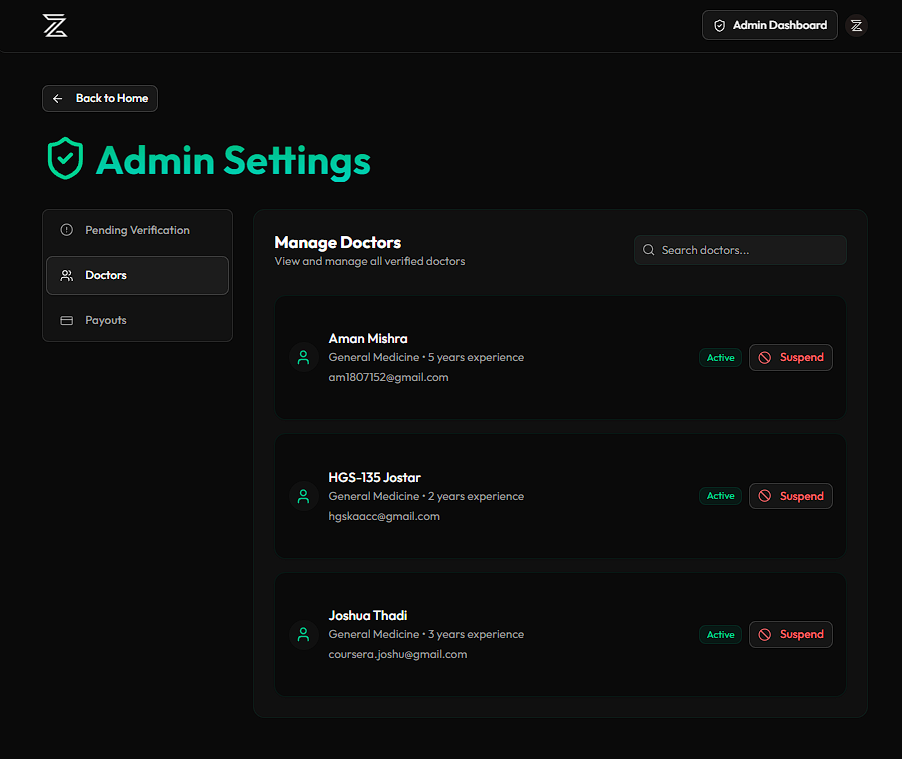 Admin Dashboard
Back to Home
Admin Settings
Pending Verification
Doctors
Payouts
Manage Doctors
View and manage all verified doctors
Search doctors...
Aman Mishra
General Medicine • 5 years experience
am1807152@gmail.com
Active
Suspend
HGS-135 Jostar
General Medicine • 2 years experience
hgskaacc@gmail.com
Active
Suspend
Joshua Thadi
General Medicine • 3 years experience
coursera.joshu@gmail.com
Active
Suspend